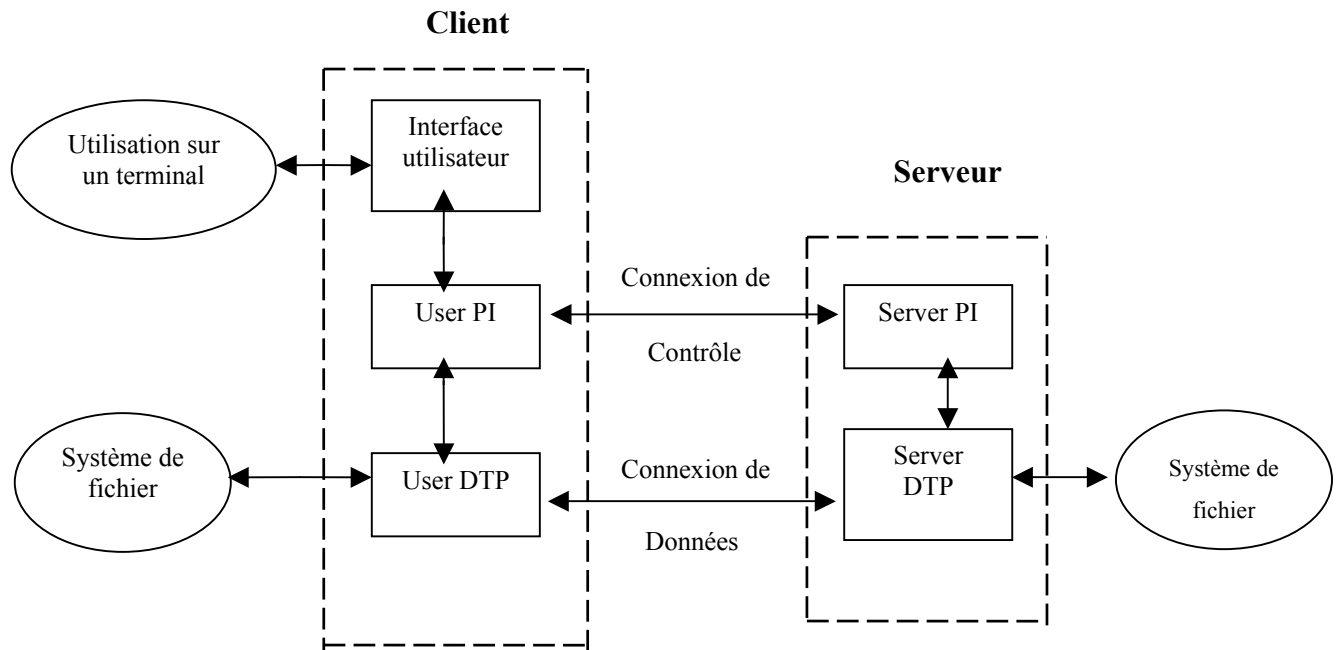 Client
Utilisation sur
un terminal
Interface
utilisateur
Serveur
User PI
Connexion de
Contrôle
Server PI
Système de
fichier
User DTP
Connexion de
Données
Server
DTP
Système de
fichier